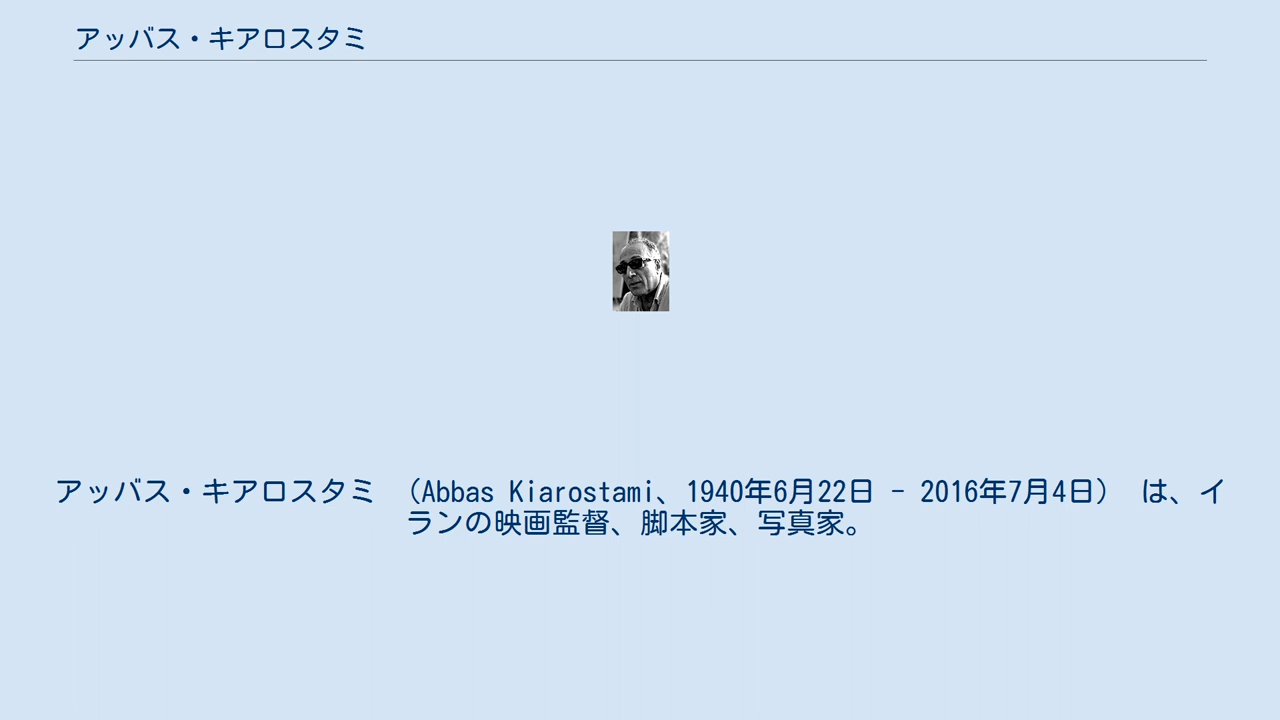 アッバス・キアロスタミ
アッバス・キアロスタミ （Abbas Kiarostami、1940年6月22日 - 2016年7月4日） は、イ
ランの映画監督、脚本家、写真家。